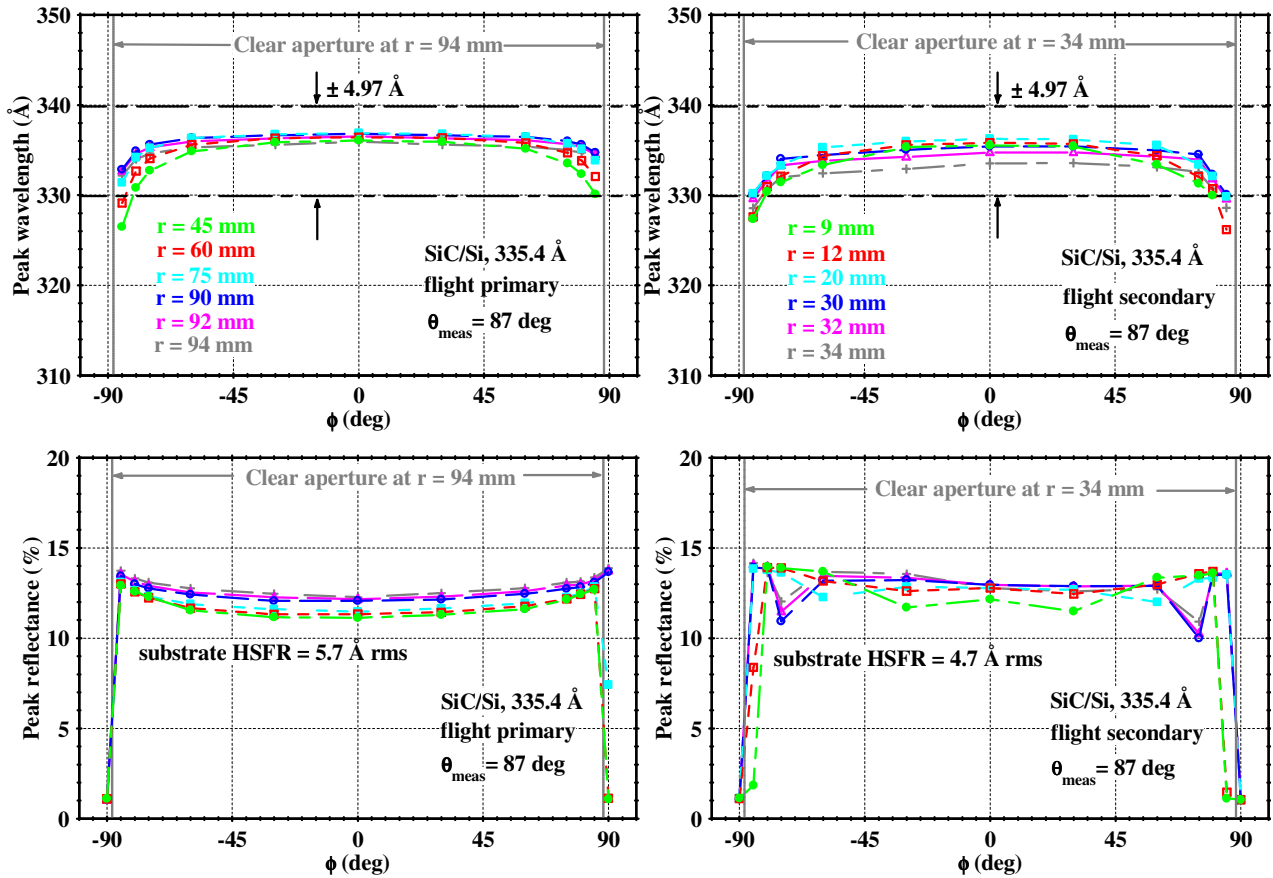 350
340
330
320
310
Peak wavelength (Å)
Clear aperture at r = 94 mm
± 4.97 Å
r = 45 mm
r = 60 mm
r = 75 mm
r = 90 mm
r = 92 mm
r = 94 mm
SiC/Si, 335.4 Å
flight primary
θmeas = 87 deg
-90 -45 0 45 90
ϕ (deg)
350
340
330
320
310
Peak wavelength (Å)
Clear aperture at r = 34 mm
± 4.97 Å
r = 9 mm
r = 12 mm
r = 20 mm
r = 30 mm
r = 32 mm
r = 34 mm
SiC/Si, 335.4 Å
flight secondary
θmeas = 87 deg
-90 -45 0 45 90
ϕ (deg)
20
15
10
5
0
Peak reflectance (%)
Clear aperture at r = 94 mm
substrate HSFR = 5.7 Å rms
SiC/Si, 335.4 Å
flight primary
θmeas = 87 deg
-90 -45 0 45 90
ϕ (deg)
20
15
10
5
0
Peak reflectance (%)
Clear aperture at r = 34 mm
substrate HSFR = 4.7 Å rms
SiC/Si, 335.4 Å
flight secondary
θmeas = 87 deg
-90 -45 0 45 90
ϕ (deg)